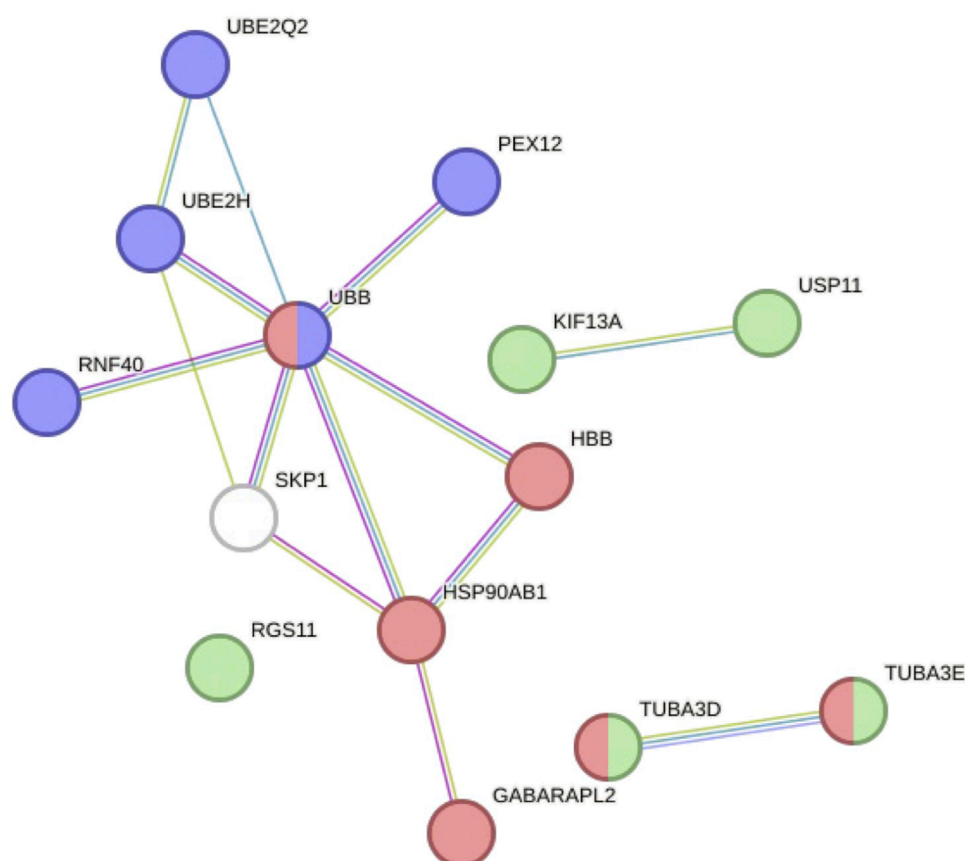 UBE2Q2
PEX12
UBE2H
USP11
UBB
KIF13A
RNF40
HBB
SKP1
HSP90AB1
RGS11
TUBA3E
TUBA3D
GABARAPL2